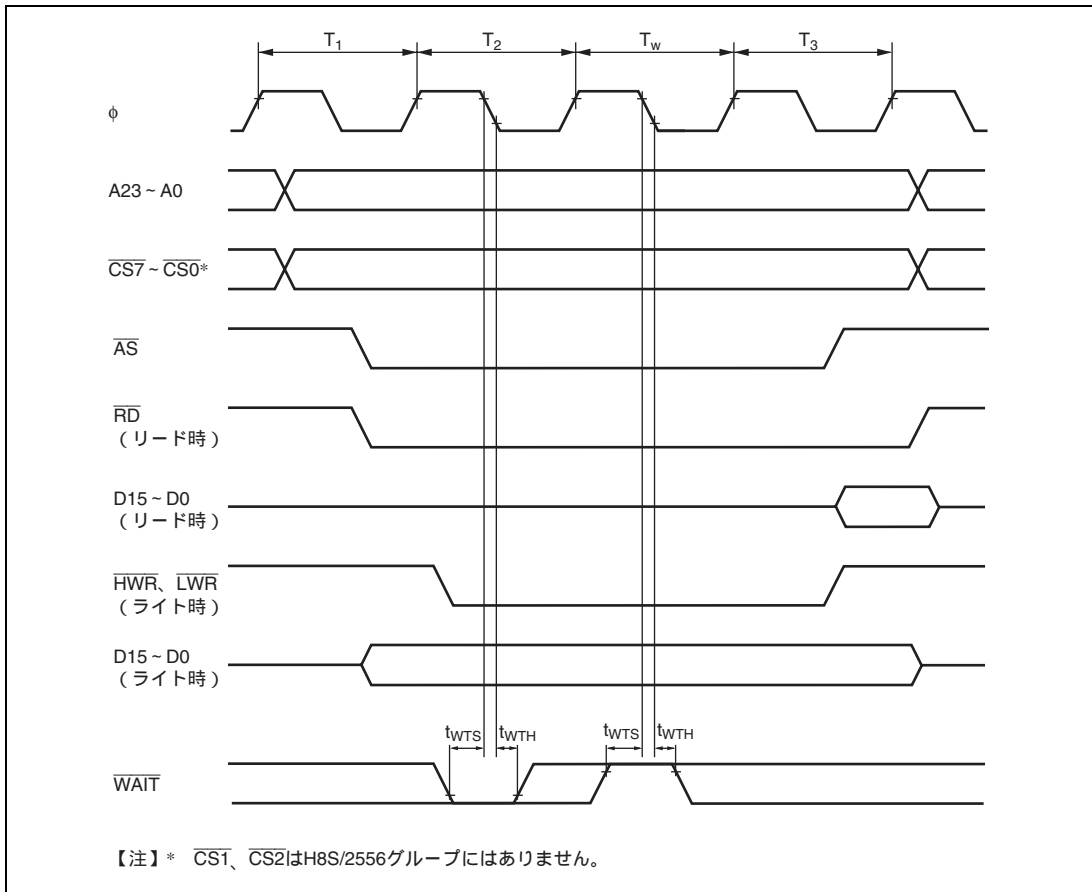 T1 T2 Tw T3
φ
A23~A0
CS7~CS0*
AS
RD
(リード時)
D15~D0
(リード時)
HWR、LWR
(ライト時)
D15~D0
(ライト時)
tWTS tWTH tWTS tWTH
WAIT
【注】* CS1、CS2はH8S/2556グループにはありません。